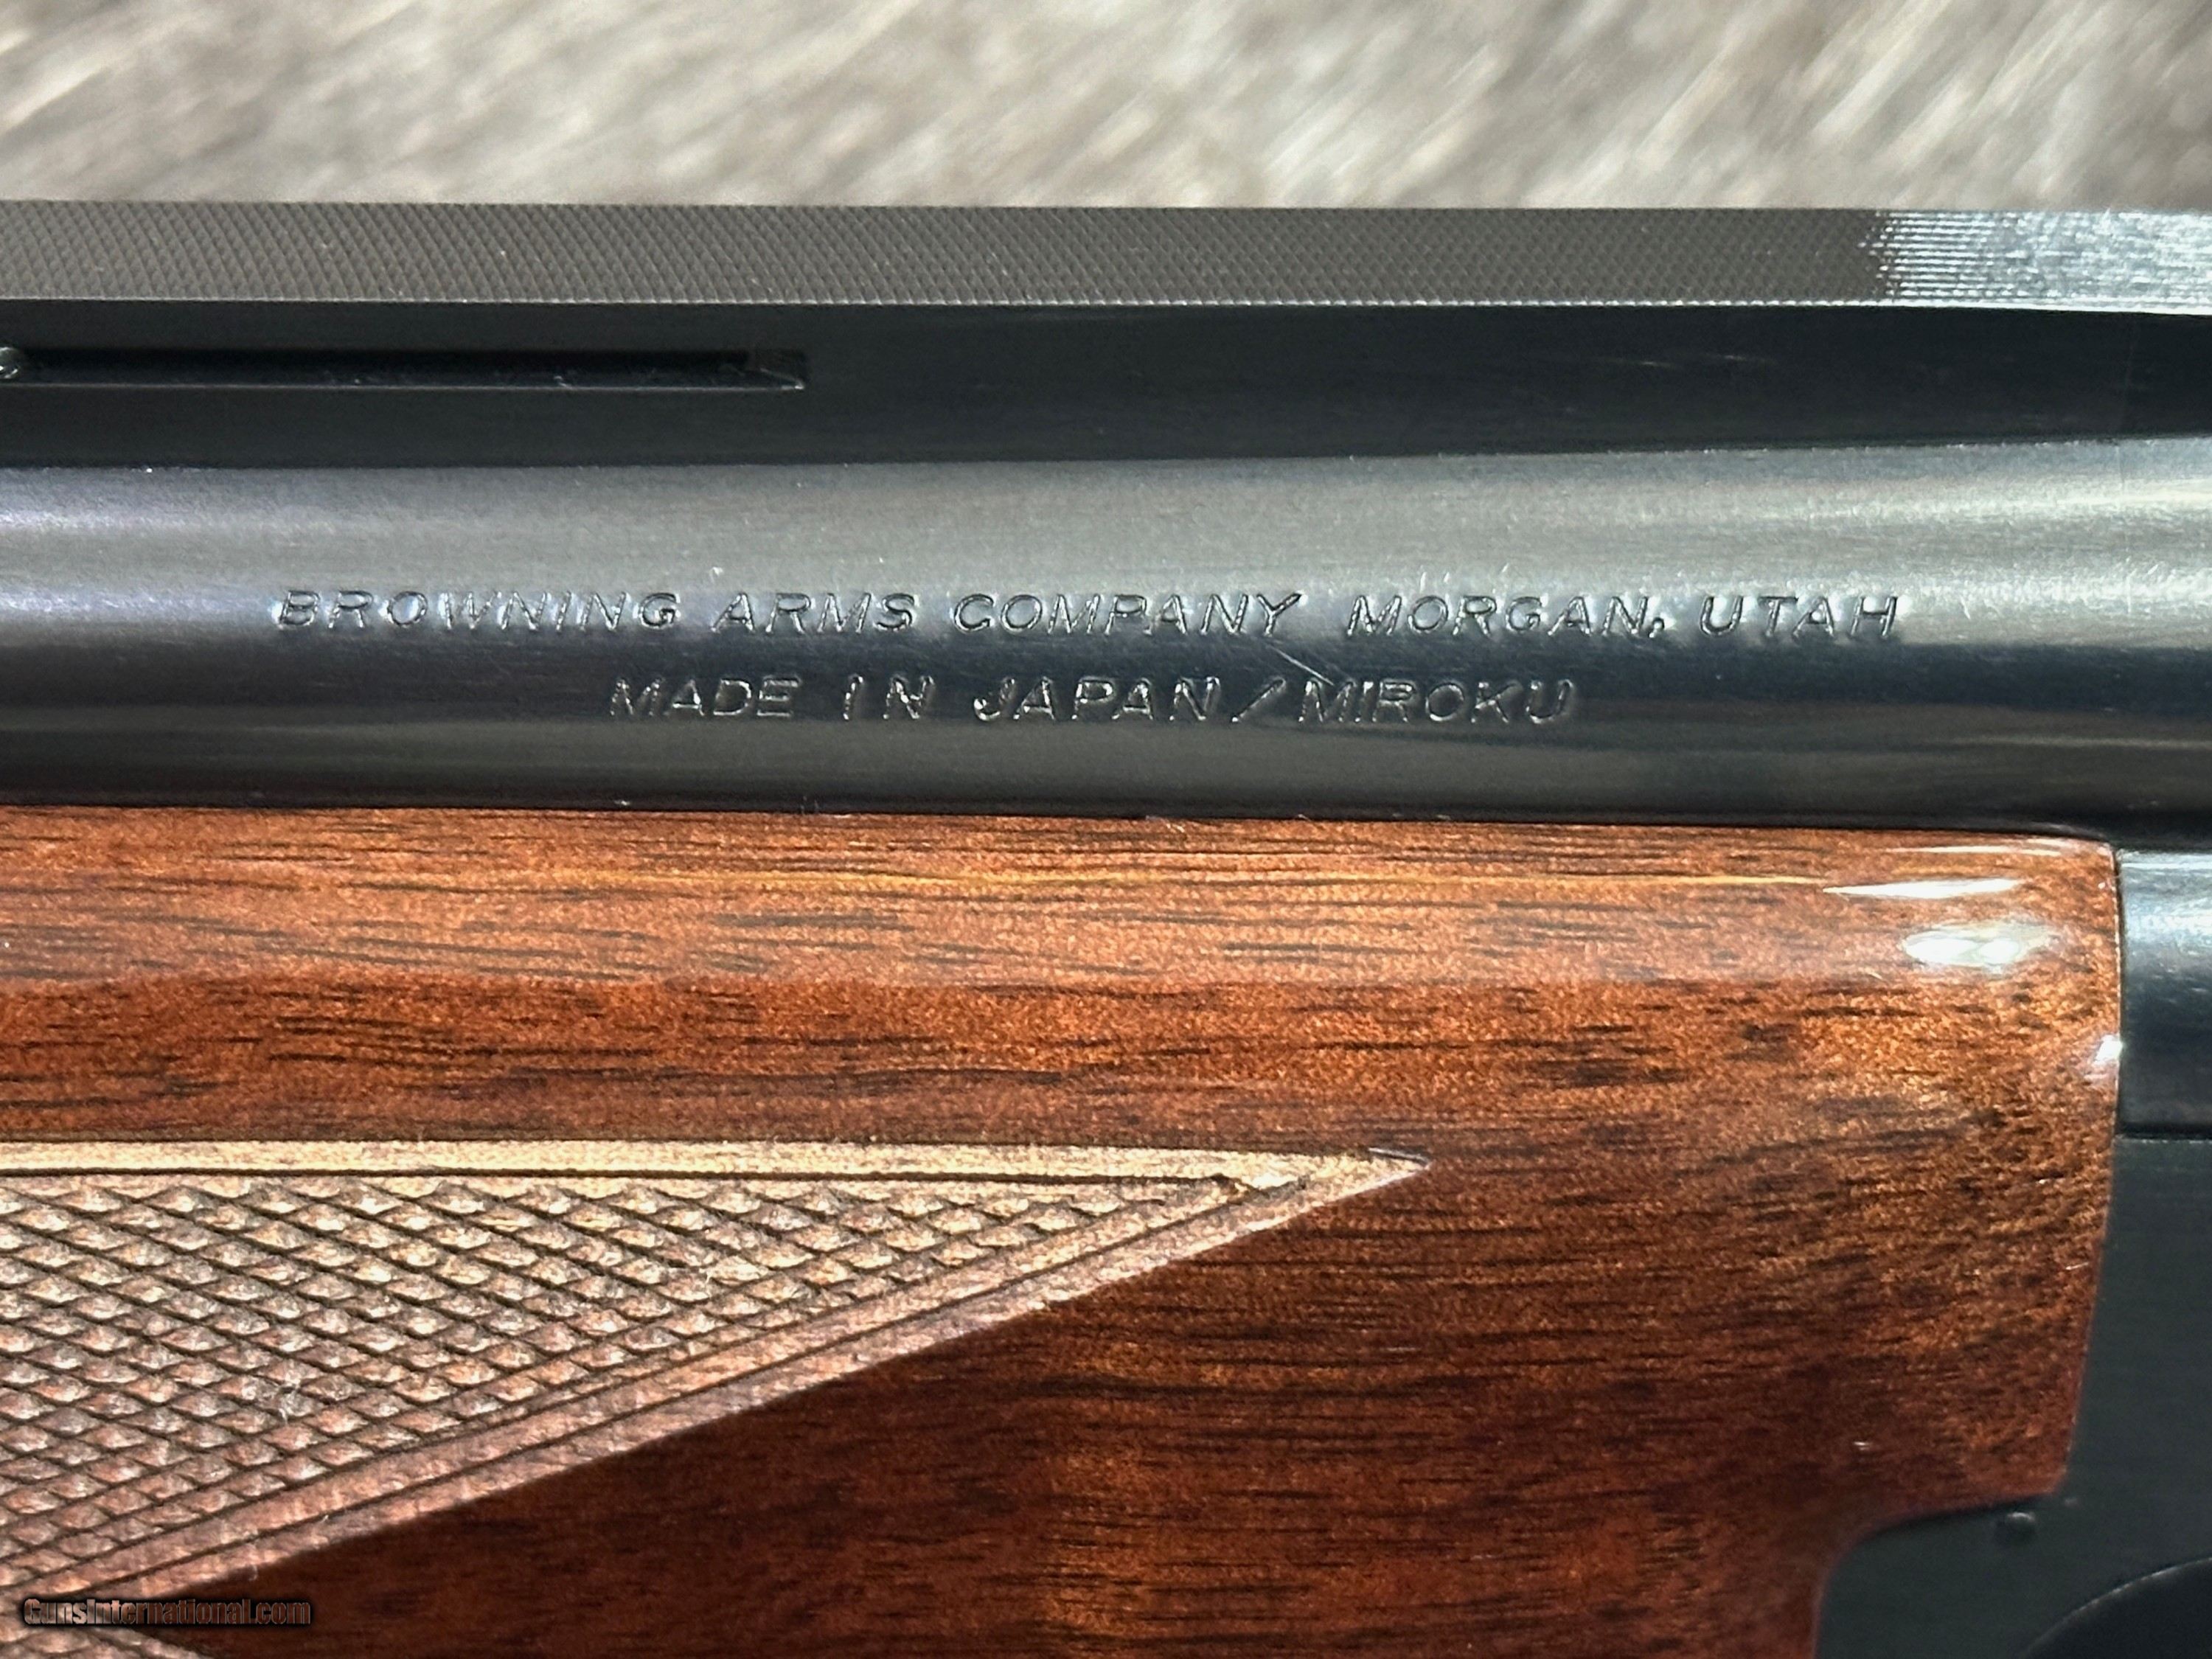 BROWNING ARMS COMPANY MORGAN, UTAH
MADE IN JAPAN/MIROKU
GunsInternational.com